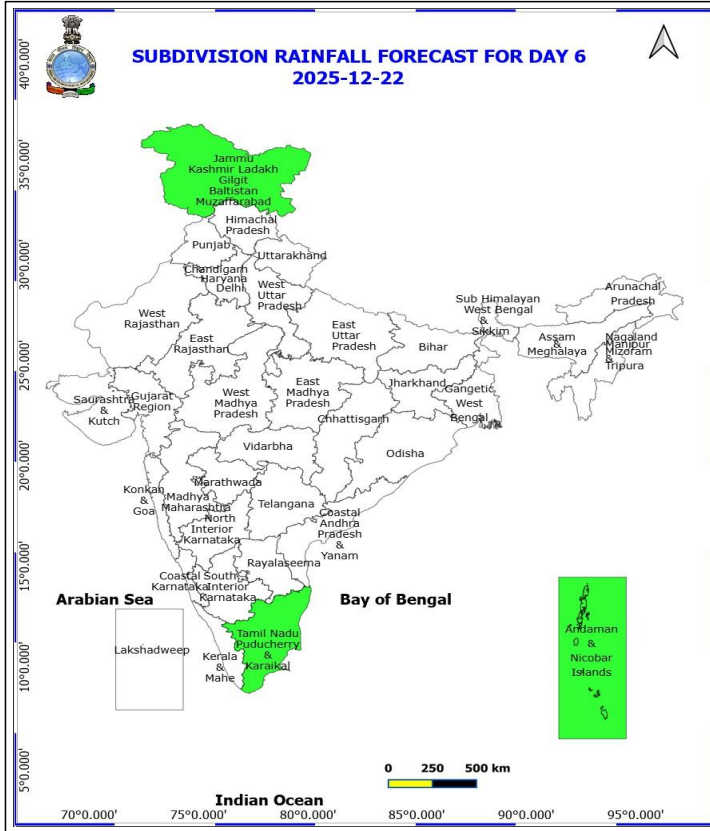 SUBDIVISION RAINFALL FORECAST FOR DAY 6
2025-12-22
40°0.000'
35°0.000'
30°0.000'
25°0.000'
20°0.000'
15°0.000'
10°0.000'
5°0.000'
Jammu
Kashmir Ladakh
Gilgit
Baltistan
Muzaffarabad
Himachal
Pradesh
Punjab
Uttarakhand
Chandigarh
Haryana
Delhi
West
Uttar
Pradesh
Arunachal
Pradesh
West
Rajasthan
East
Rajasthan
East
Uttar
Pradesh
Sub Himalayan
West Bengal
&
Sikkim
Bihar
Assam
&
Meghalaya
Nagaland
Manipur
Mizoram
&
Tripura
Saurashtra
&
Kutch
Gujarat
Region
West
Madhya
Pradesh
East
Madhya
Pradesh
Jharkhand
Gangetic
West
Bengal
Chhattisgarh
Vidarbha
Odisha
Konkan
&
Goa
Marathwada
Madhya
Maharashtra
Telangana
North
Interior
Karnataka
Coastal
Andhra
Pradesh
&
Yanam
Rayalaseema
Coastal
Karnataka
South
Interior
Karnataka
Arabian Sea
Bay of Bengal
Lakshadweep
Kerala
&
Mahe
Tamil Nadu
Puducherry
&
Karaikal
Andaman
&
Nicobar
Islands
0 250 500 km
Indian Ocean
70°0.000' 75°0.000' 80°0.000' 85°0.000' 90°0.000' 95°0.000'